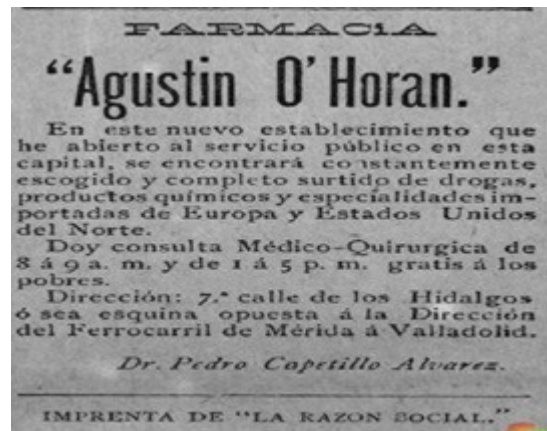 FARMACIA
“Agustin O’ Horan.”
En este nuevo establecimiento que
he abierto al servicio público en esta
capital, se encontrará constantemente
escogido y completo surtido de drogas,
productos químicos y especialidades im-
portadas de Europa y Estados Unidos
del Norte.
Doy consulta Médico-Quirurgica de
8 á 9 a. m. y de 1 á 5 p. m. gratis á los
pobres.
Dirección: 7.ª calle de los Hidalgos
ó sea esquina opuesta á la Dirección
del Ferrocarril de Mérida á Valladolid.
Dr. Pedro Capetillo Alvarez.
IMPRENTA DE “LA RAZON SOCIAL.”